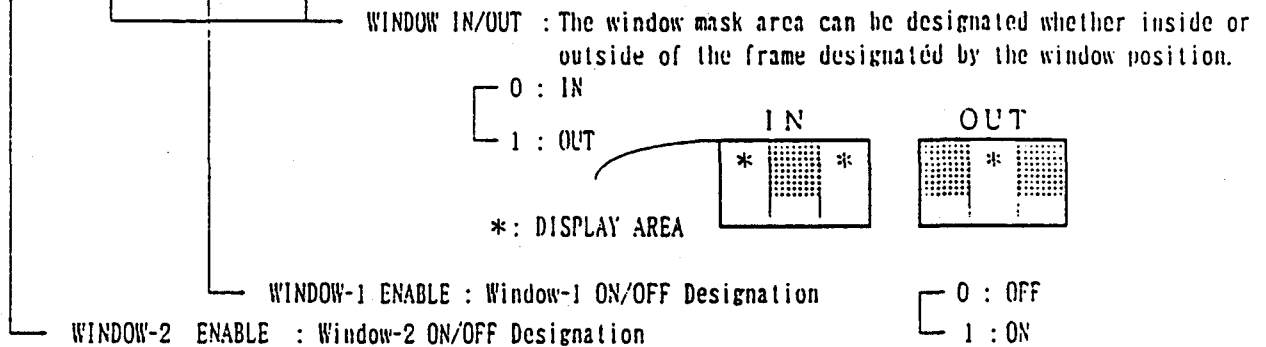 WINDOW IN/OUT : The window mask area can be designated whether inside or
outside of the frame designated by the window position.
0 : IN
1 : OUT
IN OUT
* * *
*: DISPLAY AREA
WINDOW-1 ENABLE : Window-1 ON/OFF Designation 0 : OFF
WINDOW-2 ENABLE : Window-2 ON/OFF Designation 1 : ON